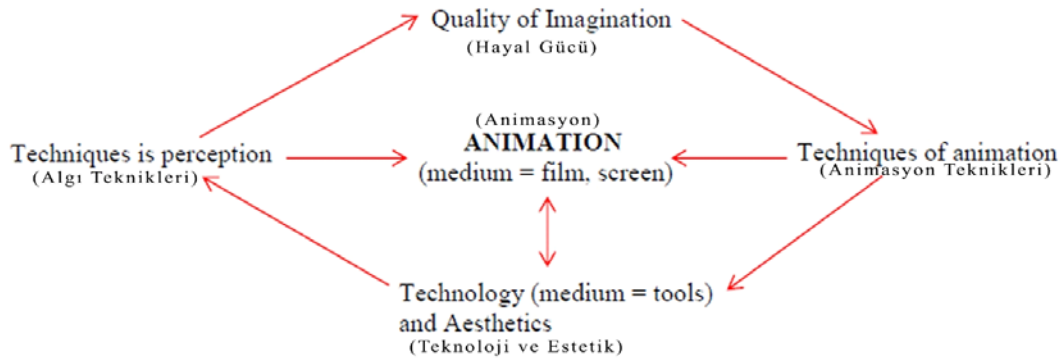 Quality of Imagination
(Hayal Gücü)
(Animasyon)
ANIMATION
(medium = film, screen)
Techniques is perception
(Algı Teknikleri)
Techniques of animation
(Animasyon Teknikleri)
Technology (medium = tools)
and Aesthetics
(Teknoloji ve Estetik)